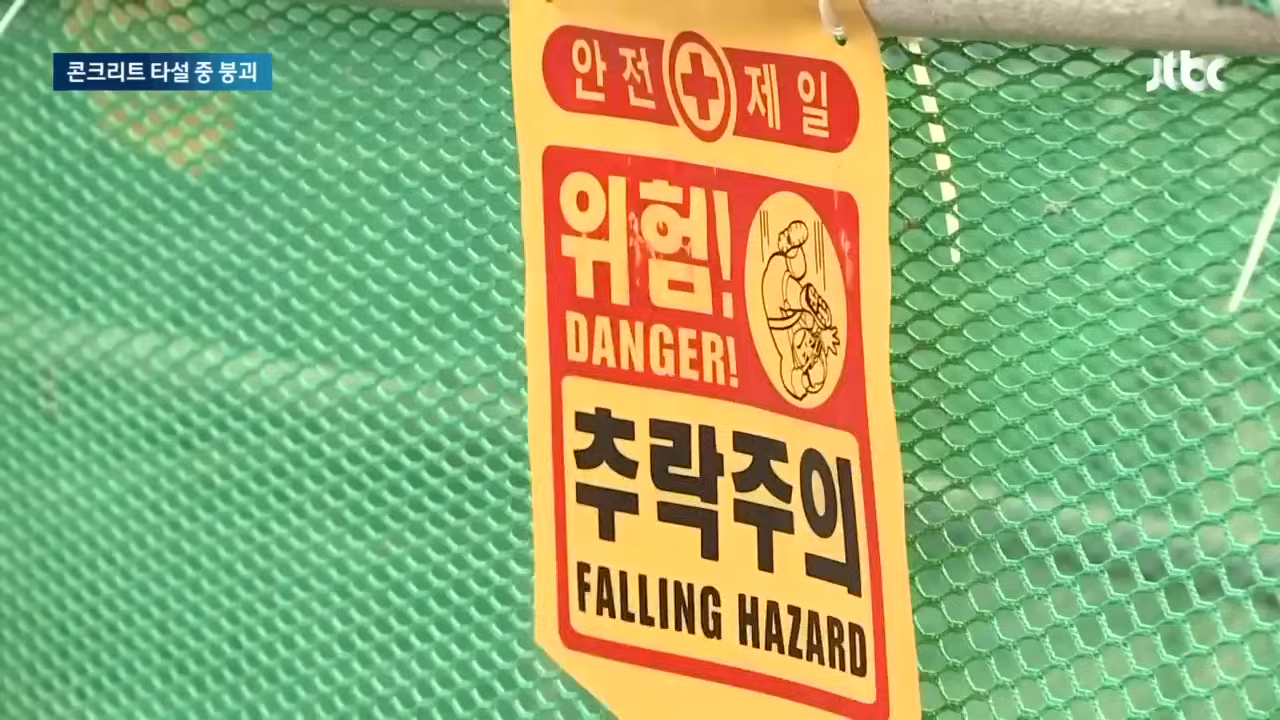 콘크리트 타설 중 붕괴
jtbc
안전 제일
위험!
DANGER!
추락주의
FALLING HAZARD